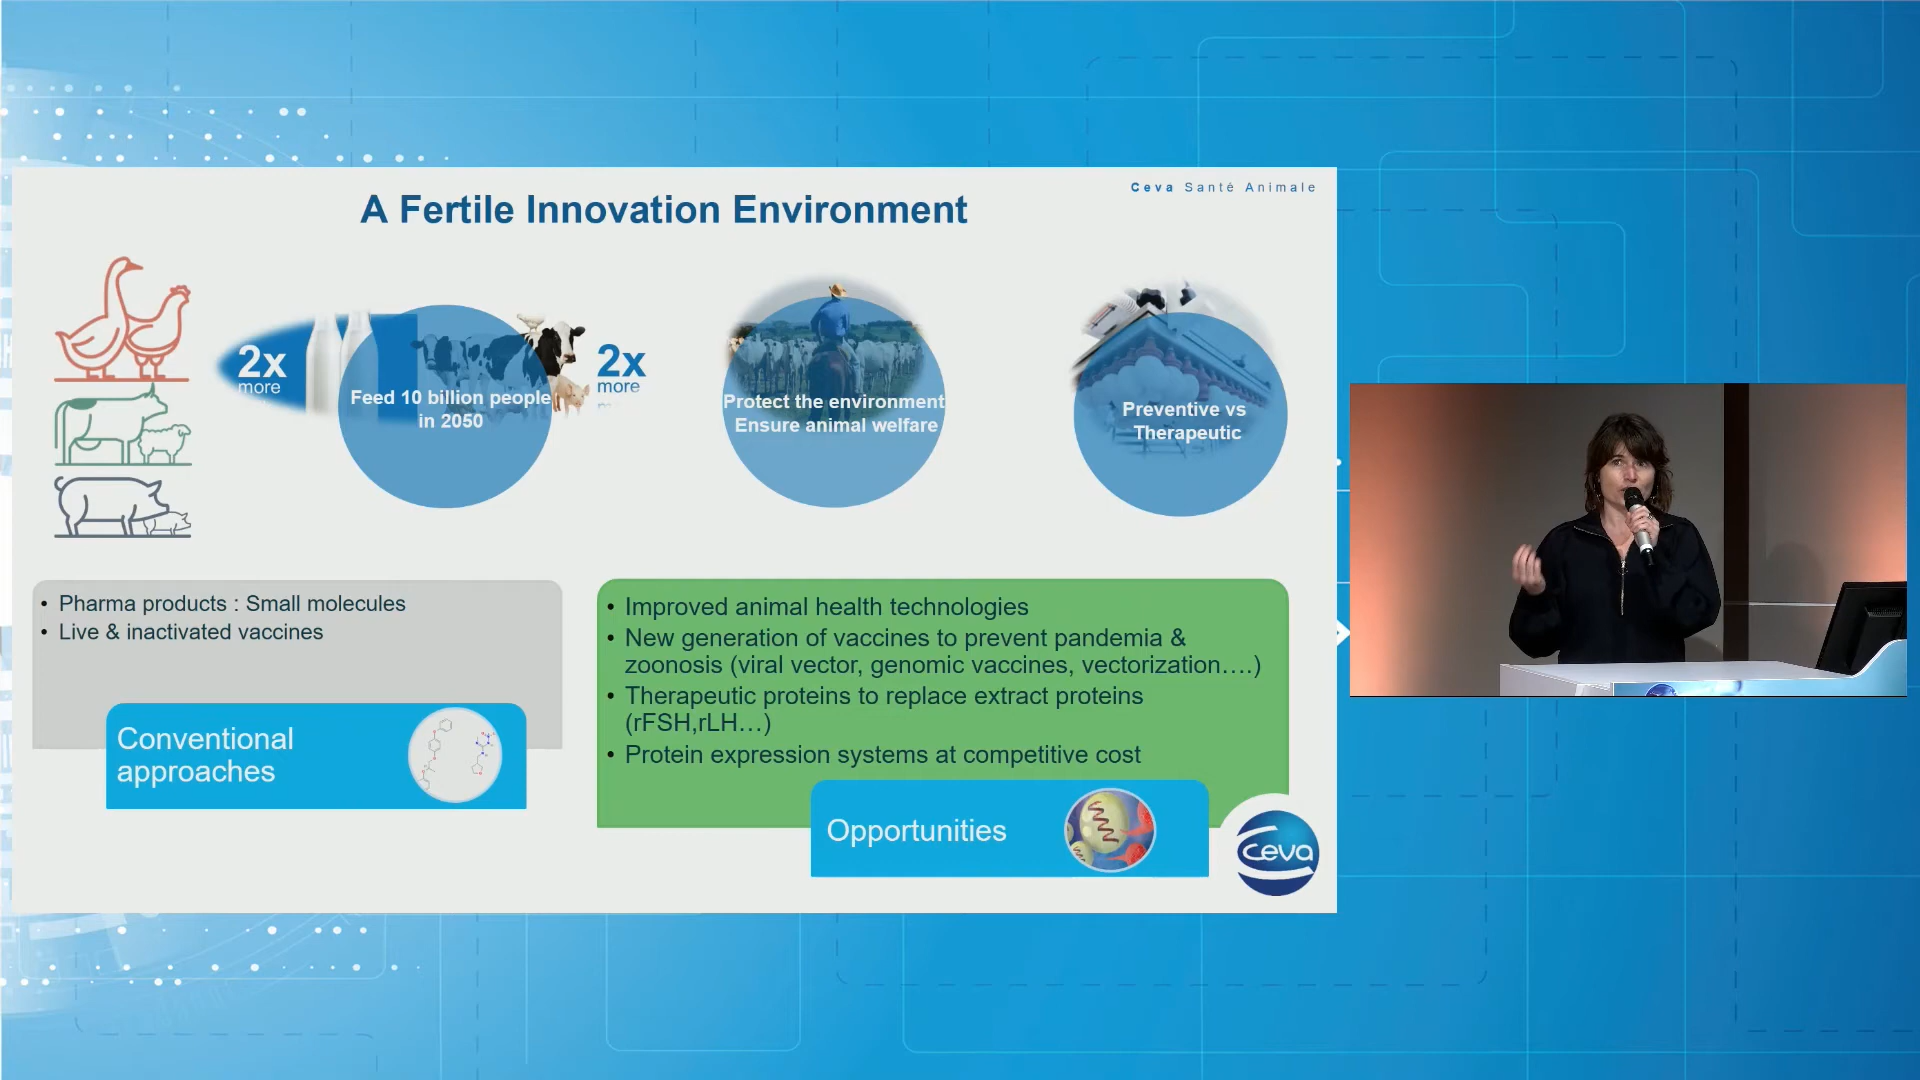 Ceva Santé Animale
A Fertile Innovation Environment
2x
more
Feed 10 billion people
in 2050
2x
more
Protect the environment
Ensure animal welfare
Preventive vs
Therapeutic
• Pharma products : Small molecules
• Live & inactivated vaccines
Conventional
approaches
• Improved animal health technologies
• New generation of vaccines to prevent pandemia &
zoonosis (viral vector, genomic vaccines, vectorization....)
• Therapeutic proteins to replace extract proteins
(rFSH,rLH...)
• Protein expression systems at competitive cost
Opportunities
ceva